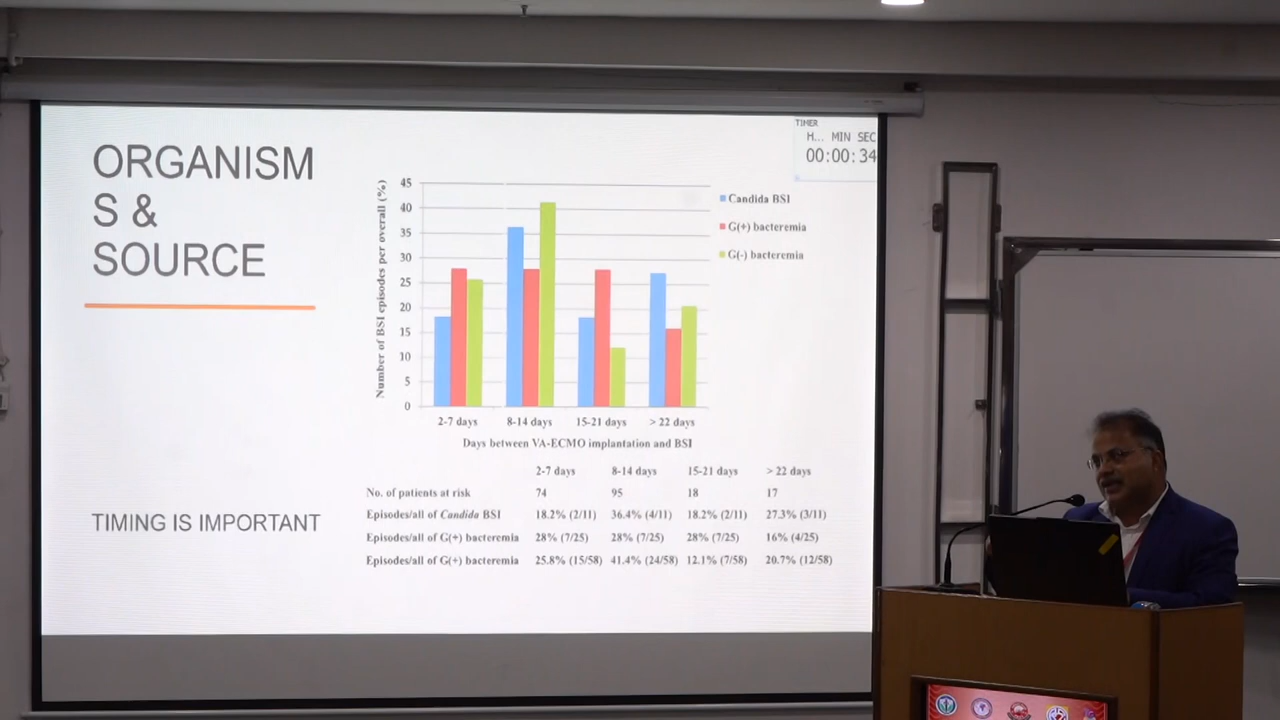 ORGANISM
S &
SOURCE
TIMING IS IMPORTANT
TIMER
H... MIN SEC
00:00:34
Number of BSI episodes per overall (%)
45
40
35
30
25
20
15
10
5
0
2-7 days 8-14 days 15-21 days > 22 days
Days between VA-ECMO implantation and BSI
Candida BSI
G(+) bacteremia
G(-) bacteremia
2-7 days 8-14 days 15-21 days > 22 days
No. of patients at risk 74 95 18 17
Episodes/all of Candida BSI 18.2% (2/11) 36.4% (4/11) 18.2% (2/11) 27.3% (3/11)
Episodes/all of G(+) bacteremia 28% (7/25) 28% (7/25) 28% (7/25) 16% (4/25)
Episodes/all of G(+) bacteremia 25.8% (15/58) 41.4% (24/58) 12.1% (7/58) 20.7% (12/58)